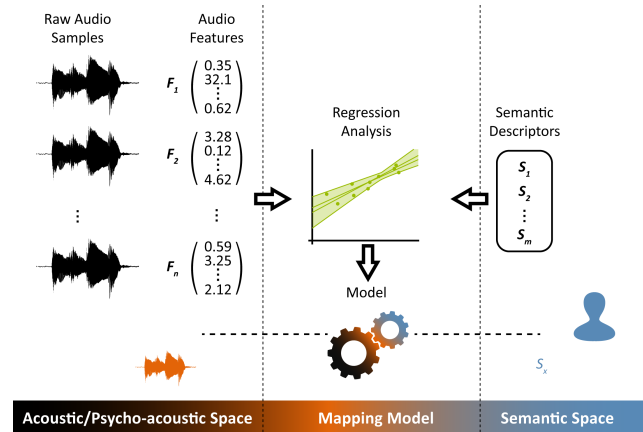 Raw Audio
Samples
Audio
Features
F1
0.35
32.1
⋮
0.62
F2
3.28
0.12
⋮
4.62
⋮
⋮
Fn
0.59
3.25
⋮
2.12
Regression
Analysis
Model
Semantic
Descriptors
S1
S2
⋮
Sm
Sx
Acoustic/Psycho-acoustic Space
Mapping Model
Semantic Space